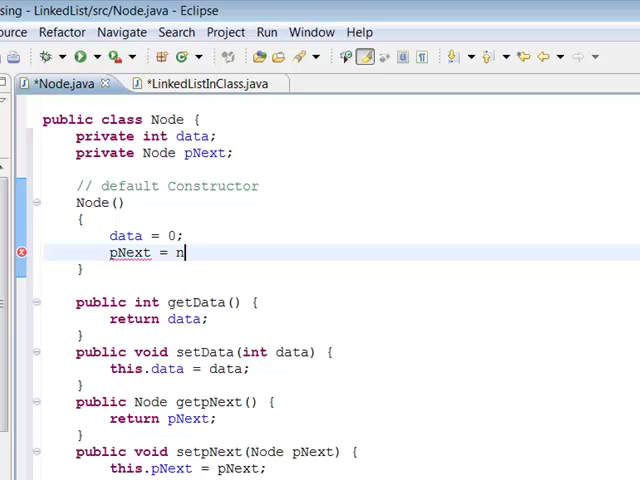 sing - LinkedList/src/Node.java - Eclipse
ource Refactor Navigate Search Project Run Window Help
*Node.java *LinkedListInClass.java
public class Node {
private int data;
private Node pNext;
// default Constructor
Node()
{
data = 0;
pNext = n
}
public int getData() {
return data;
}
public void setData(int data) {
this.data = data;
}
public Node getpNext() {
return pNext;
}
public void setpNext(Node pNext) {
this.pNext = pNext;